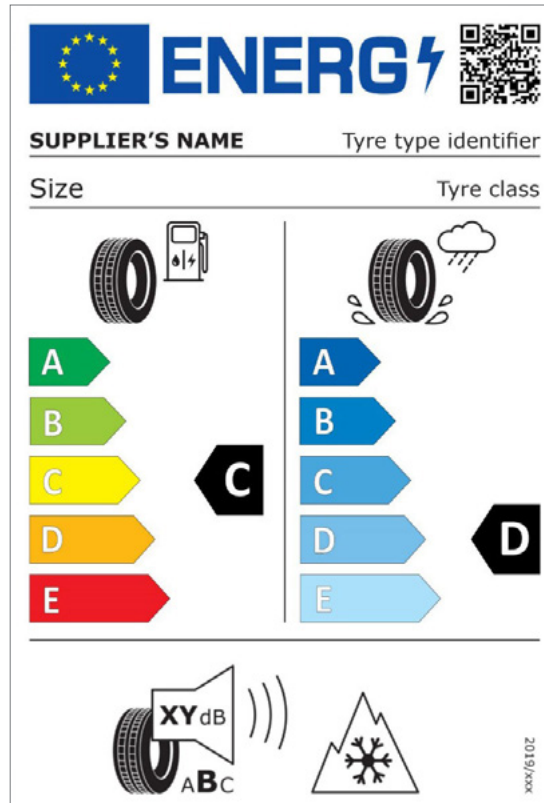 ENERG
SUPPLIER'S NAME Tyre type identifier
Size Tyre class
A A
B B
C C C
D D D
E E
XYdB
ABC
2019/xxx